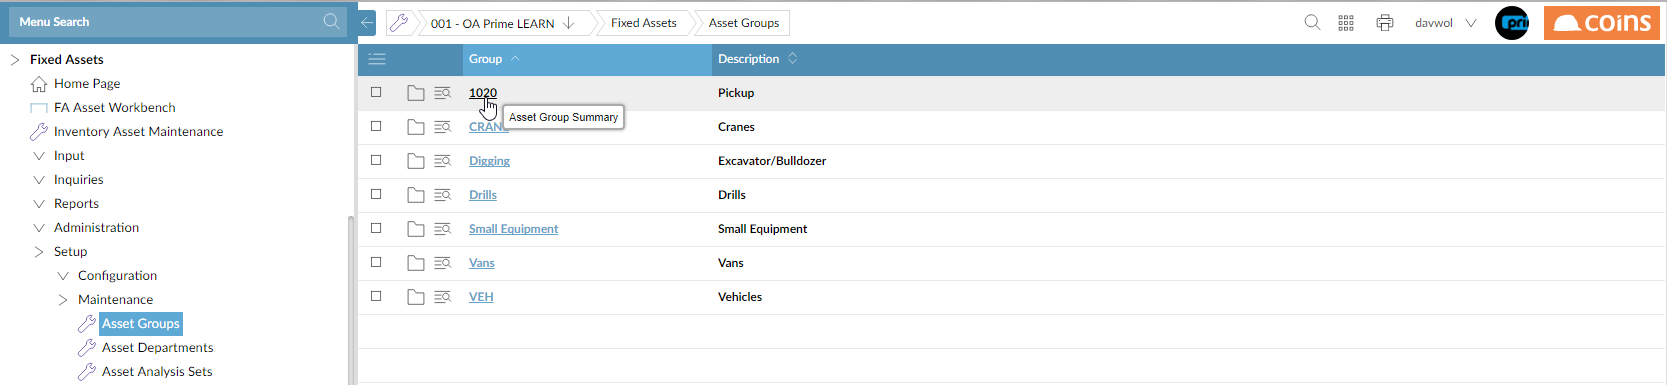 Menu Search
001 - OA Prime LEARN
Fixed Assets
Asset Groups
davwol
pri
COINS
Fixed Assets
Home Page
FA Asset Workbench
Inventory Asset Maintenance
Input
Inquiries
Reports
Administration
Setup
Configuration
Maintenance
Asset Groups
Asset Departments
Asset Analysis Sets
Group Description
1020 Pickup
Asset Group Summary
CRANE Cranes
Digging Excavator/Bulldozer
Drills Drills
Small Equipment Small Equipment
Vans Vans
VEH Vehicles